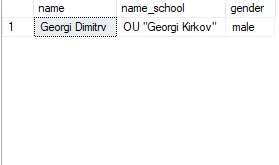 name name_school gender
1 Georgi Dimitrv OU "Georgi Kirkov" male